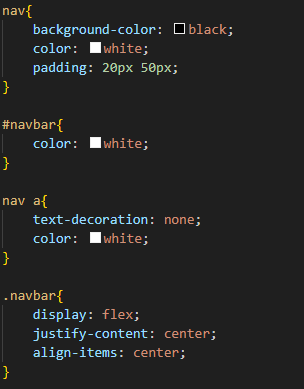 nav{
background-color: black;
color: white;
padding: 20px 50px;
}
#navbar{
color: white;
}
nav a{
text-decoration: none;
color: white;
}
.navbar{
display: flex;
justify-content: center;
align-items: center;
}